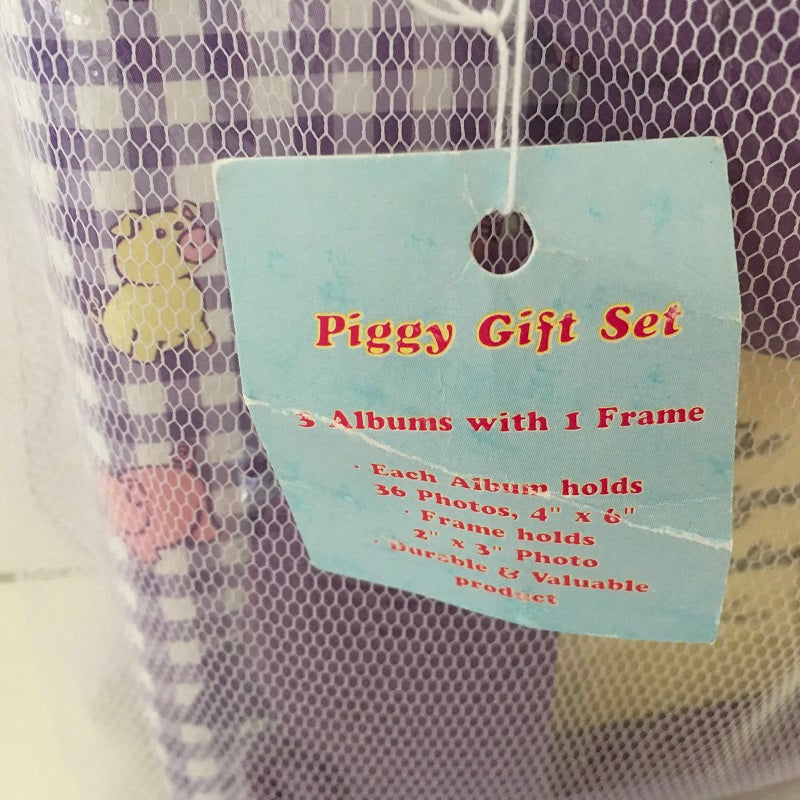 Piggy Gift Set
3 Albums with 1 Frame
· Each Album holds
36 Photos, 4" x 6"
· Frame holds
2" x 3" Photo
· Durable & Valuable
product